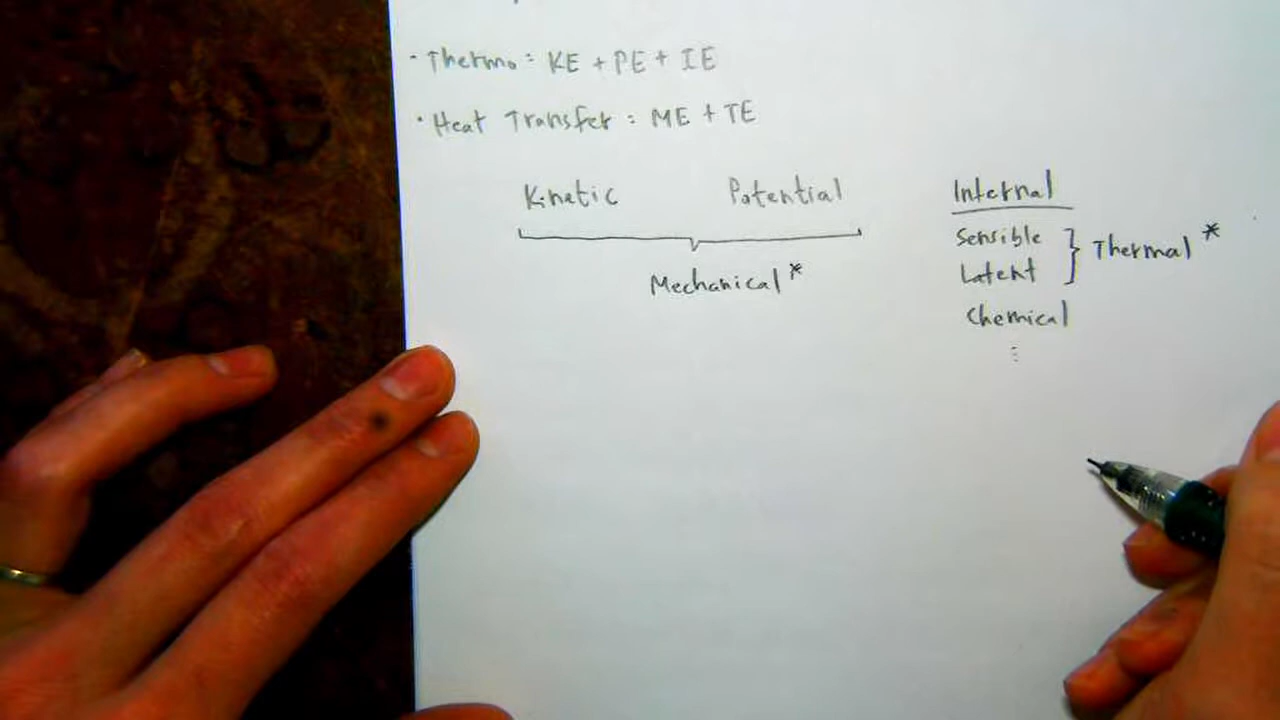 · Thermo: KE + PE + IE
· Heat Transfer: ME + TE
Kinetic Potential Internal
Sensible
Latent } Thermal*
Mechanical*
Chemical
⋮